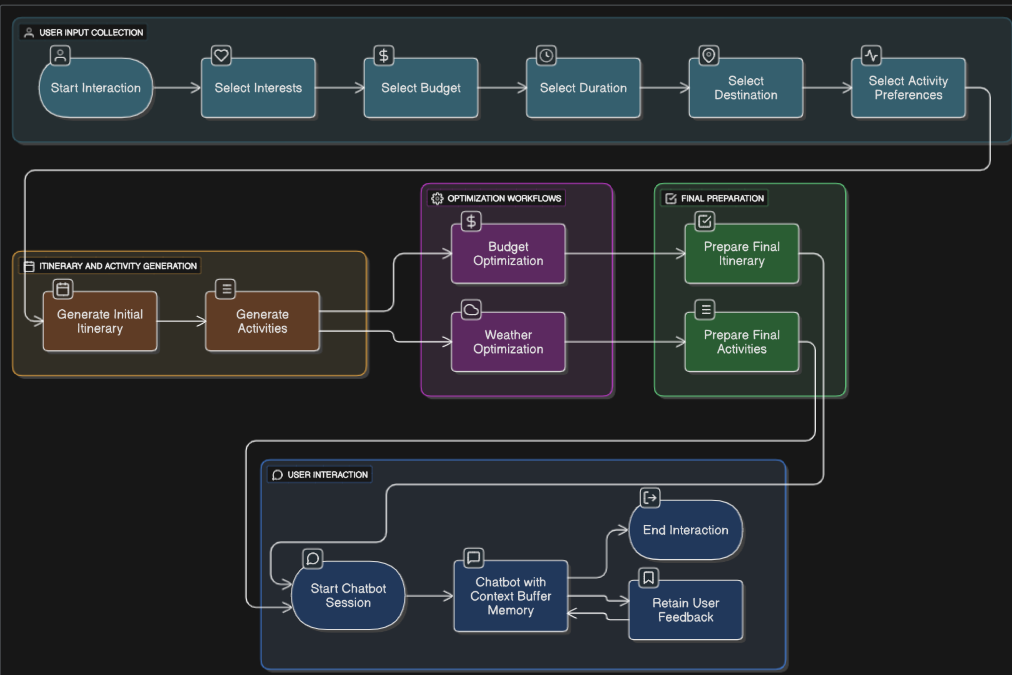 USER INPUT COLLECTION
Start Interaction
Select Interests
Select Budget
Select Duration
Select
Destination
Select Activity
Preferences
OPTIMIZATION WORKFLOWS
Budget
Optimization
Weather
Optimization
FINAL PREPARATION
Prepare Final
Itinerary
Prepare Final
Activities
ITINERARY AND ACTIVITY GENERATION
Generate Initial
Itinerary
Generate
Activities
USER INTERACTION
Start Chatbot
Session
Chatbot with
Context Buffer
Memory
End Interaction
Retain User
Feedback